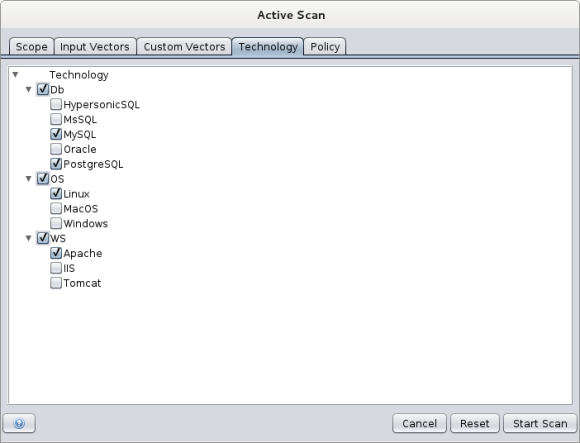 Active Scan
Scope Input Vectors Custom Vectors Technology Policy
Technology
Db
HypersonicSQL
MsSQL
MySQL
Oracle
PostgreSQL
OS
Linux
MacOS
Windows
WS
Apache
IIS
Tomcat
? Cancel Reset Start Scan